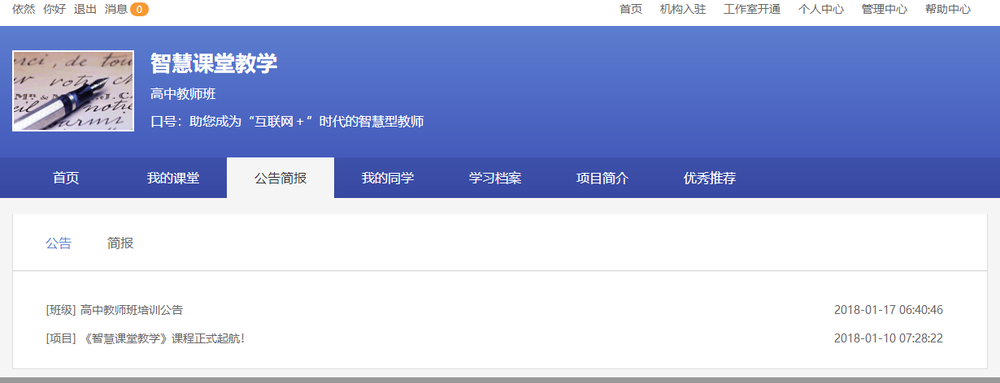 依然 你好 退出 消息 0 首页 机构入驻 工作室开通 个人中心 管理中心 帮助中心
智慧课堂教学
高中教师班
口号：助您成为“互联网+”时代的智慧型教师
首页 我的课堂 公告简报 我的同学 学习档案 项目简介 优秀推荐
公告 简报
[班级] 高中教师班培训公告 2018-01-17 06:40:46
[项目] 《智慧课堂教学》课程正式起航！ 2018-01-10 07:28:22